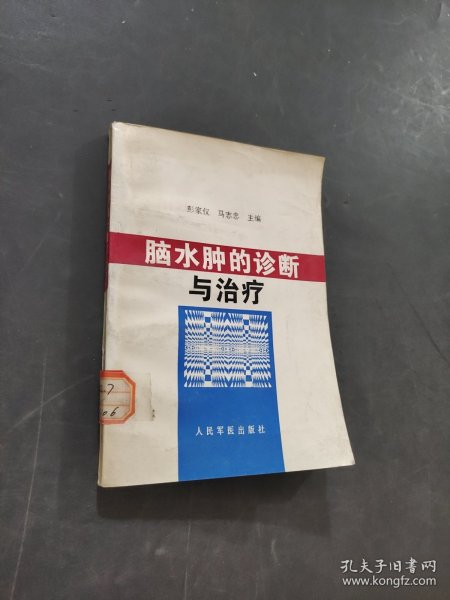 彭家仪 马志忠 主编
脑水肿的诊断
与治疗
人民军医出版社
孔夫子旧书网
www.kongfz.com